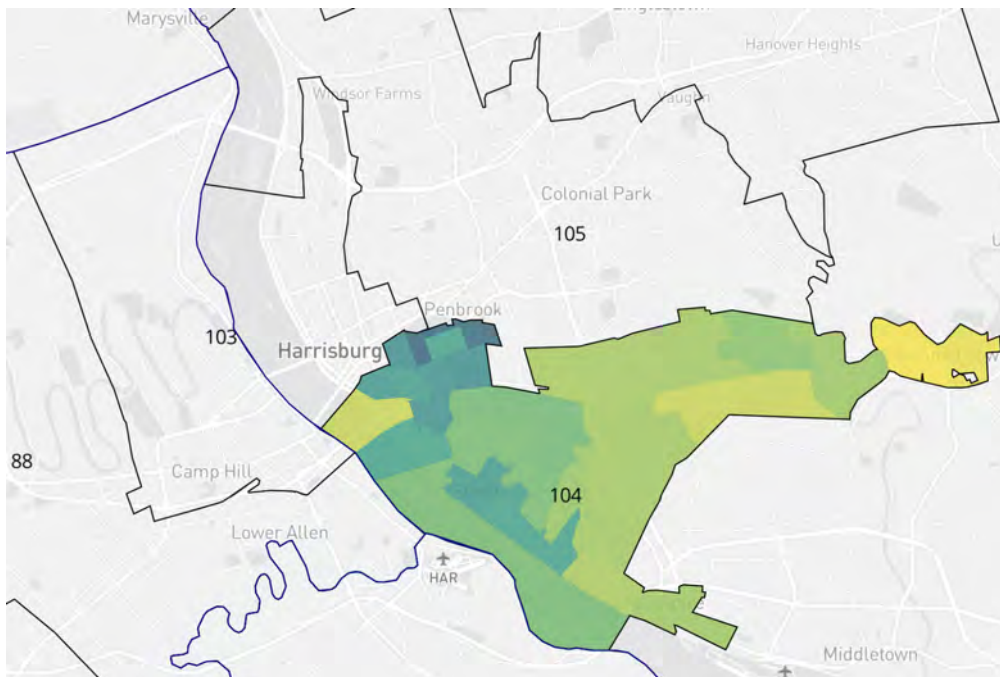 Marysville
Hanover Heights
Windsor Farms
Vaughn
Colonial Park
105
Penbrook
103
Harrisburg
88
Camp Hill
104
Lower Allen
HAR
Middletown